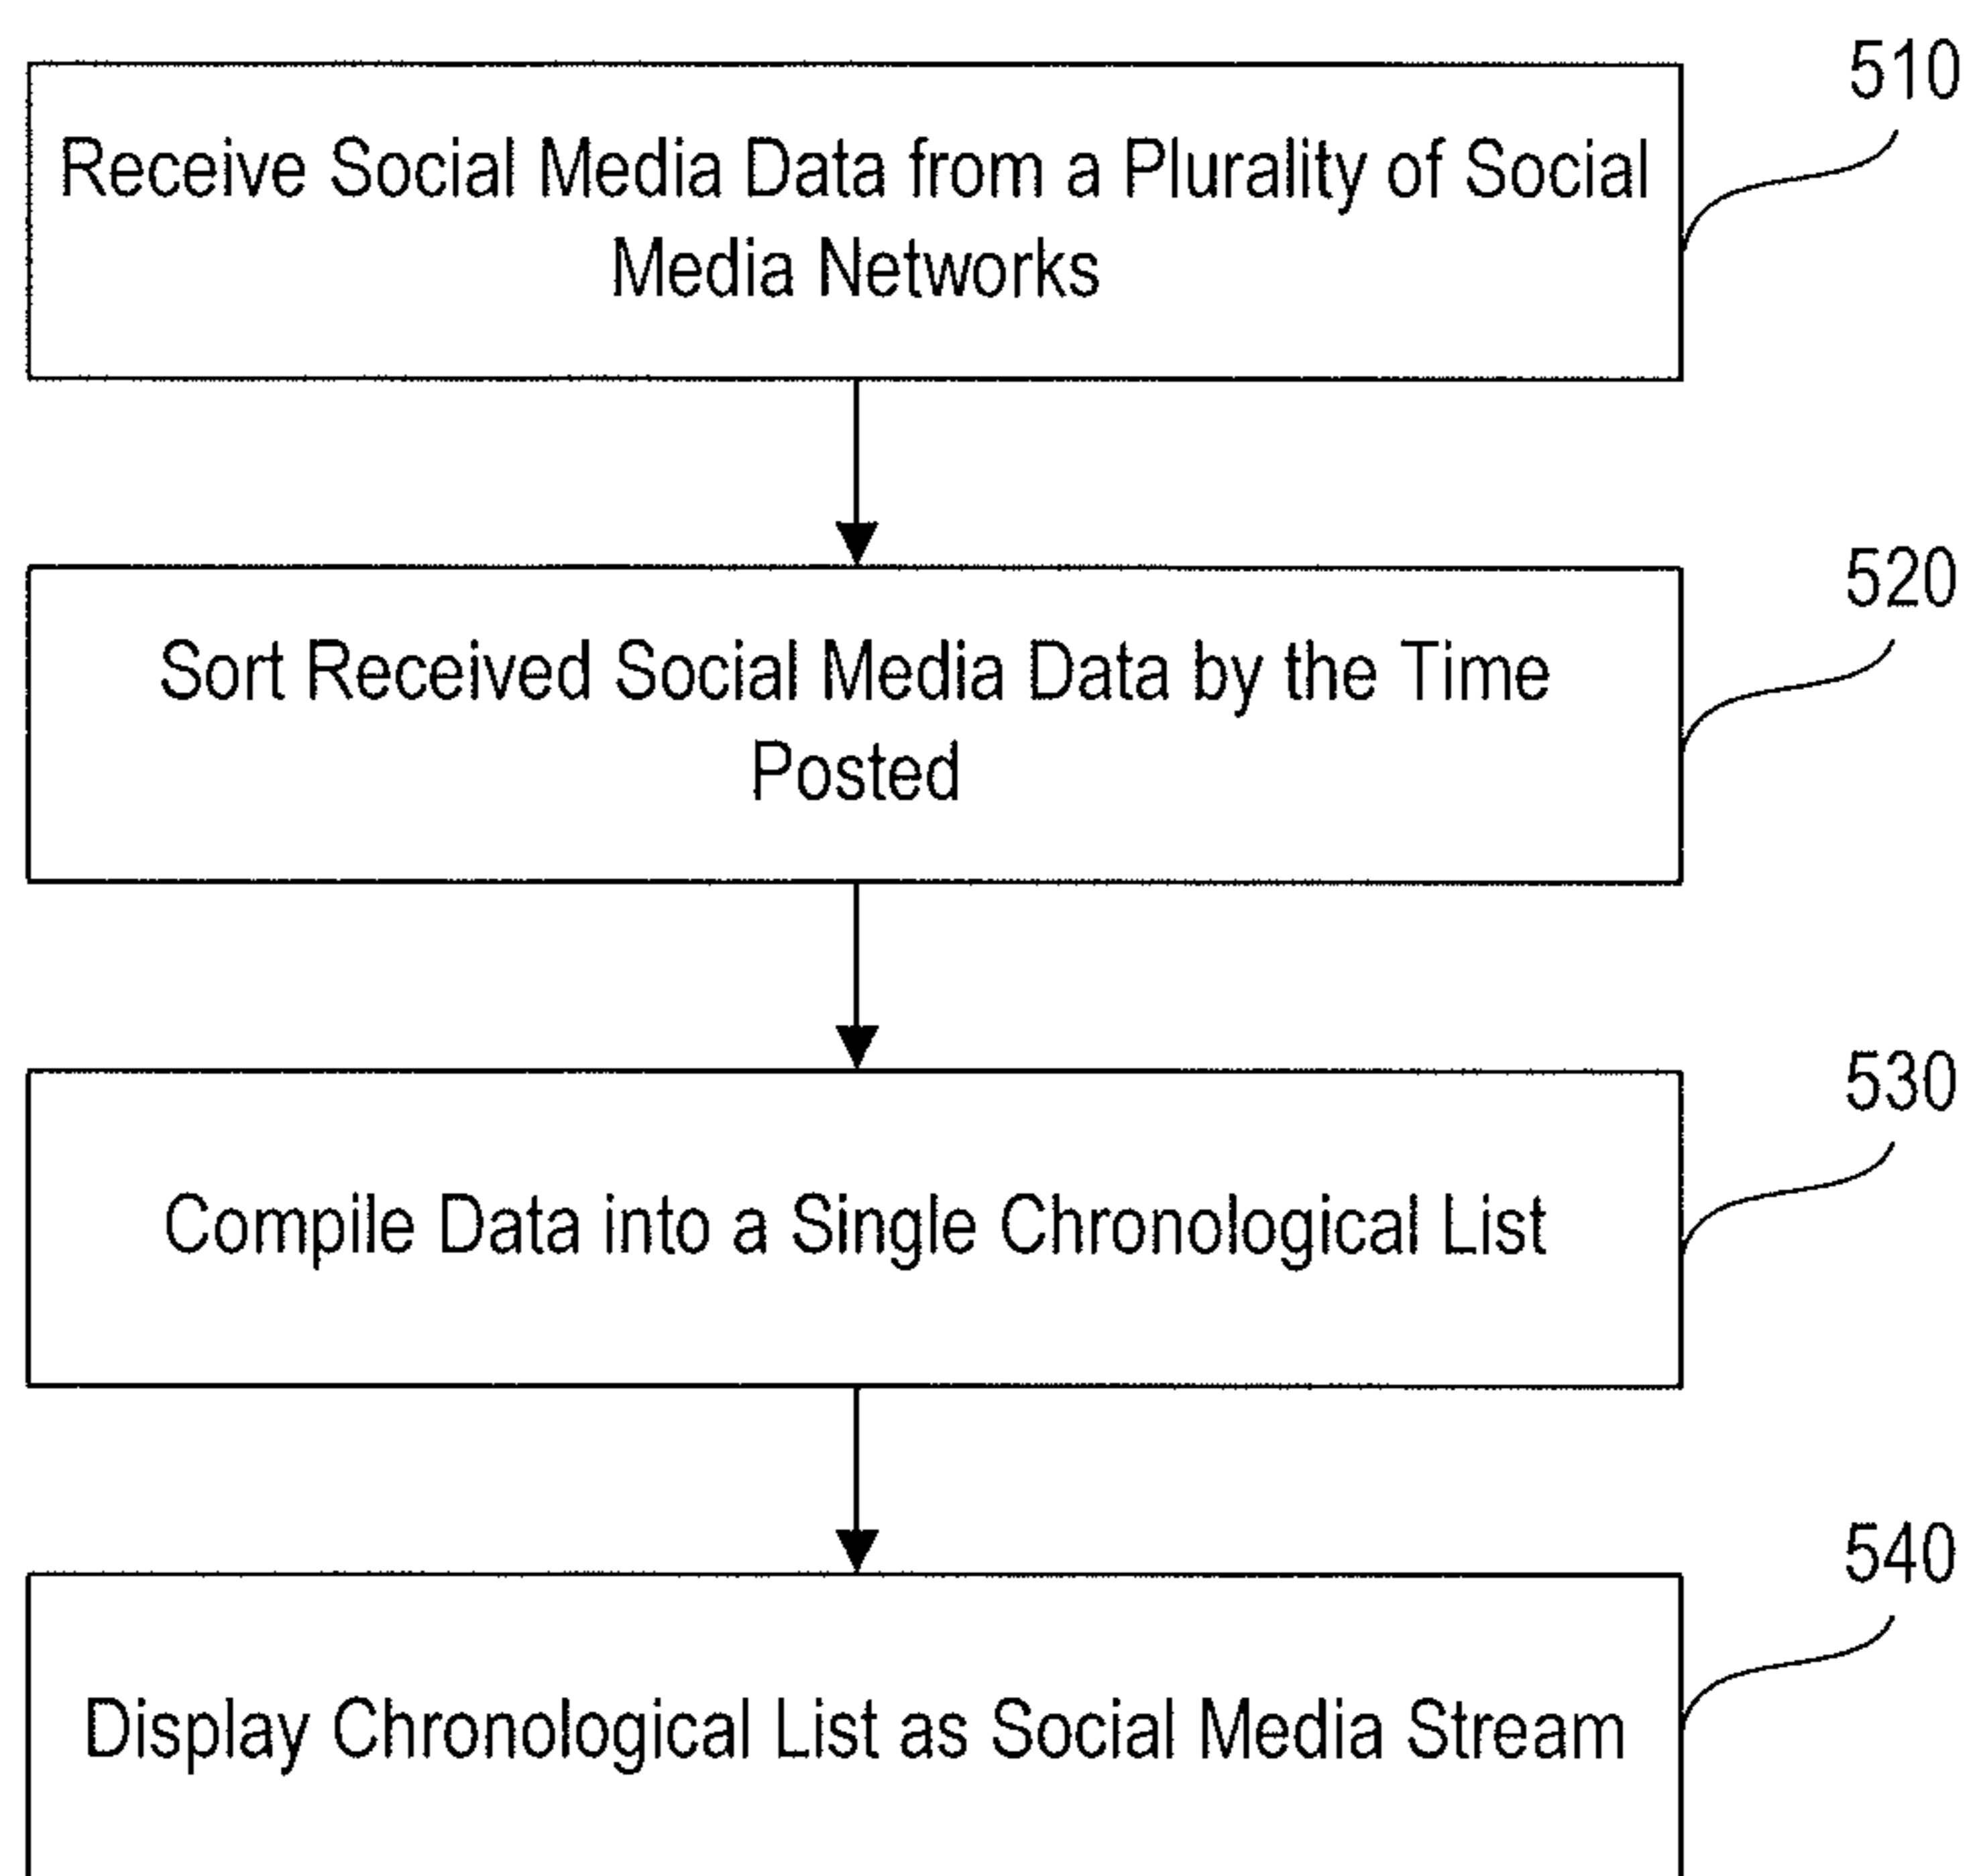 510
Receive Social Media Data from a Plurality of Social
Media Networks
520
Sort Received Social Media Data by the Time
Posted
530
Compile Data into a Single Chronological List
540
Display Chronological List as Social Media Stream